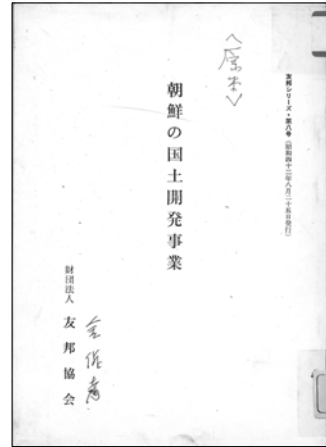 友邦シリーズ・第八号（昭和四十二年八月二十五日発行）
〈原本〉
朝鮮の国土開発事業
財団法人
友邦協会